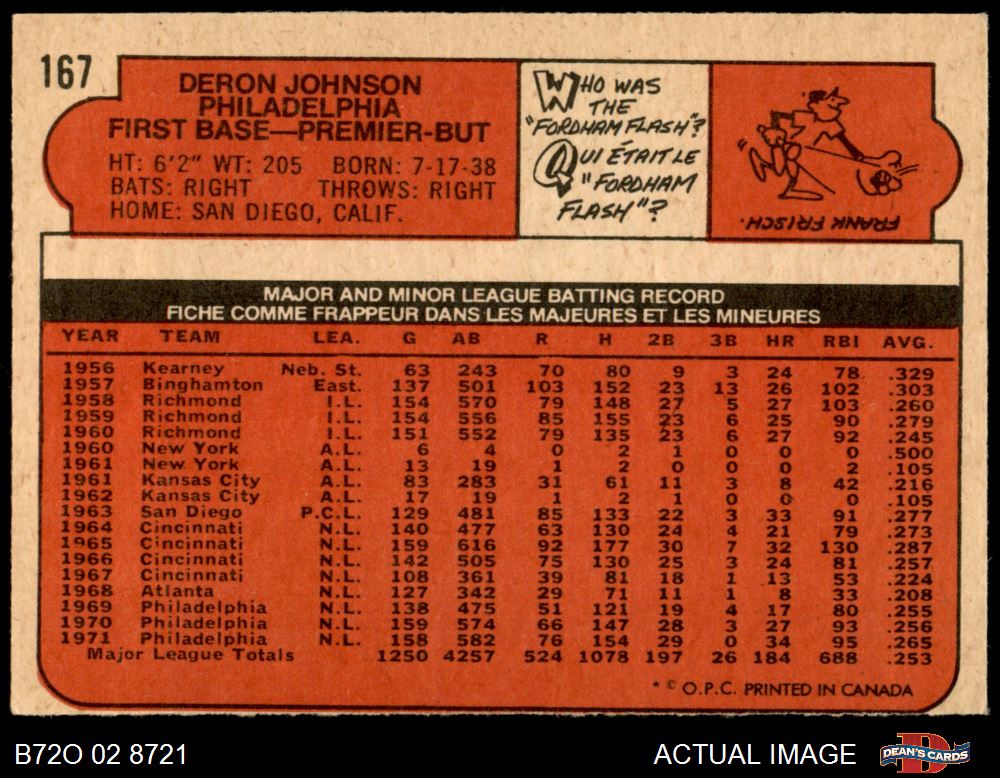 167
DERON JOHNSON
PHILADELPHIA
FIRST BASE—PREMIER-BUT
HT: 6'2" WT: 205 BORN: 7-17-38
BATS: RIGHT THROWS: RIGHT
HOME: SAN DIEGO, CALIF.
WHO WAS
THE
"FORDHAM FLASH"?
QUI ÉTAIT LE
"FORDHAM
FLASH"?
FRANK FRISCH.
MAJOR AND MINOR LEAGUE BATTING RECORD
FICHE COMME FRAPPEUR DANS LES MAJEURES ET LES MINEURES
YEAR TEAM LEA. G AB R H 2B 3B HR RBI AVG.
1956 Kearney Neb. St. 63 243 70 80 9 3 24 78 .329
1957 Binghamton East. 137 501 103 152 23 13 26 102 .303
1958 Richmond I.L. 154 570 79 148 27 5 27 103 .260
1959 Richmond I.L. 154 556 85 155 23 6 25 90 .279
1960 Richmond I.L. 151 552 79 135 23 6 27 92 .245
1960 New York A.L. 6 4 0 2 1 0 0 0 .500
1961 New York A.L. 13 19 1 2 0 0 0 2 .105
1961 Kansas City A.L. 83 283 31 61 11 3 8 42 .216
1962 Kansas City A.L. 17 19 1 2 1 0 0 0 .105
1963 San Diego P.C.L. 129 481 85 133 22 3 33 91 .277
1964 Cincinnati N.L. 140 477 63 130 24 4 21 79 .273
1965 Cincinnati N.L. 159 616 92 177 30 7 32 130 .287
1966 Cincinnati N.L. 142 505 75 130 25 3 24 81 .257
1967 Cincinnati N.L. 108 361 39 81 18 1 13 53 .224
1968 Atlanta N.L. 127 342 29 71 11 1 8 33 .208
1969 Philadelphia N.L. 138 475 51 121 19 4 17 80 .255
1970 Philadelphia N.L. 159 574 66 147 28 3 27 93 .256
1971 Philadelphia N.L. 158 582 76 154 29 0 34 95 .265
Major League Totals 1250 4257 524 1078 197 26 184 688 .253
* © O.P.C. PRINTED IN CANADA
B72O 02 8721
ACTUAL IMAGE
D
DEAN'S CARDS